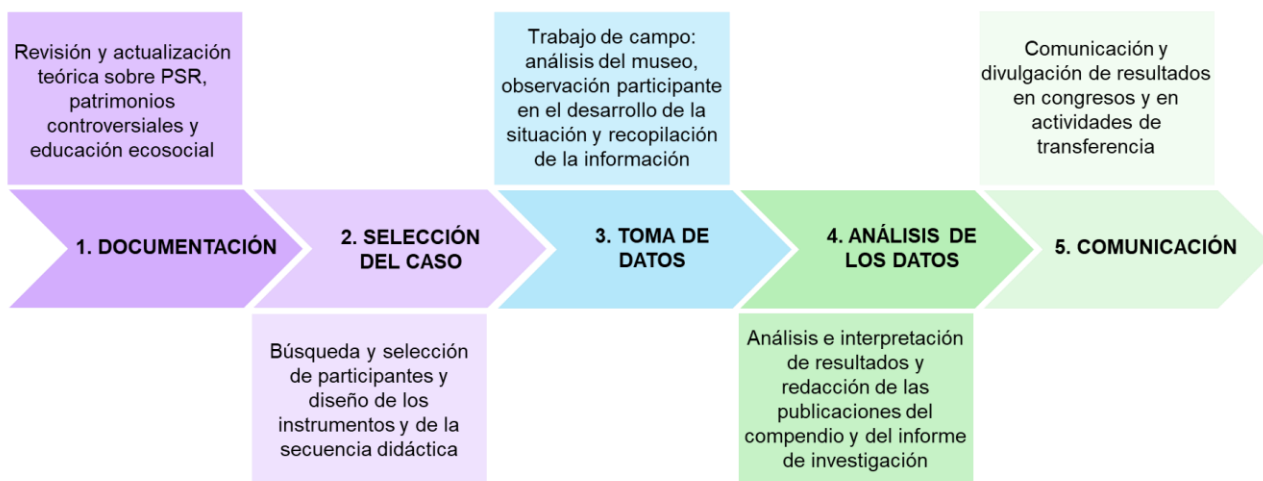 Revisión y actualización
teórica sobre PSR,
patrimonios
controversiales y
educación ecosocial
Trabajo de campo:
análisis del museo,
observación participante
en el desarrollo de la
situación y recopilación
de la información
Comunicación y
divulgación de resultados
en congresos y en
actividades de
transferencia
1. DOCUMENTACIÓN
2. SELECCIÓN
DEL CASO
3. TOMA DE
DATOS
4. ANÁLISIS DE
LOS DATOS
5. COMUNICACIÓN
Búsqueda y selección
de participantes y
diseño de los
instrumentos y de la
secuencia didáctica
Análisis e interpretación
de resultados y
redacción de las
publicaciones del
compendio y del informe
de investigación